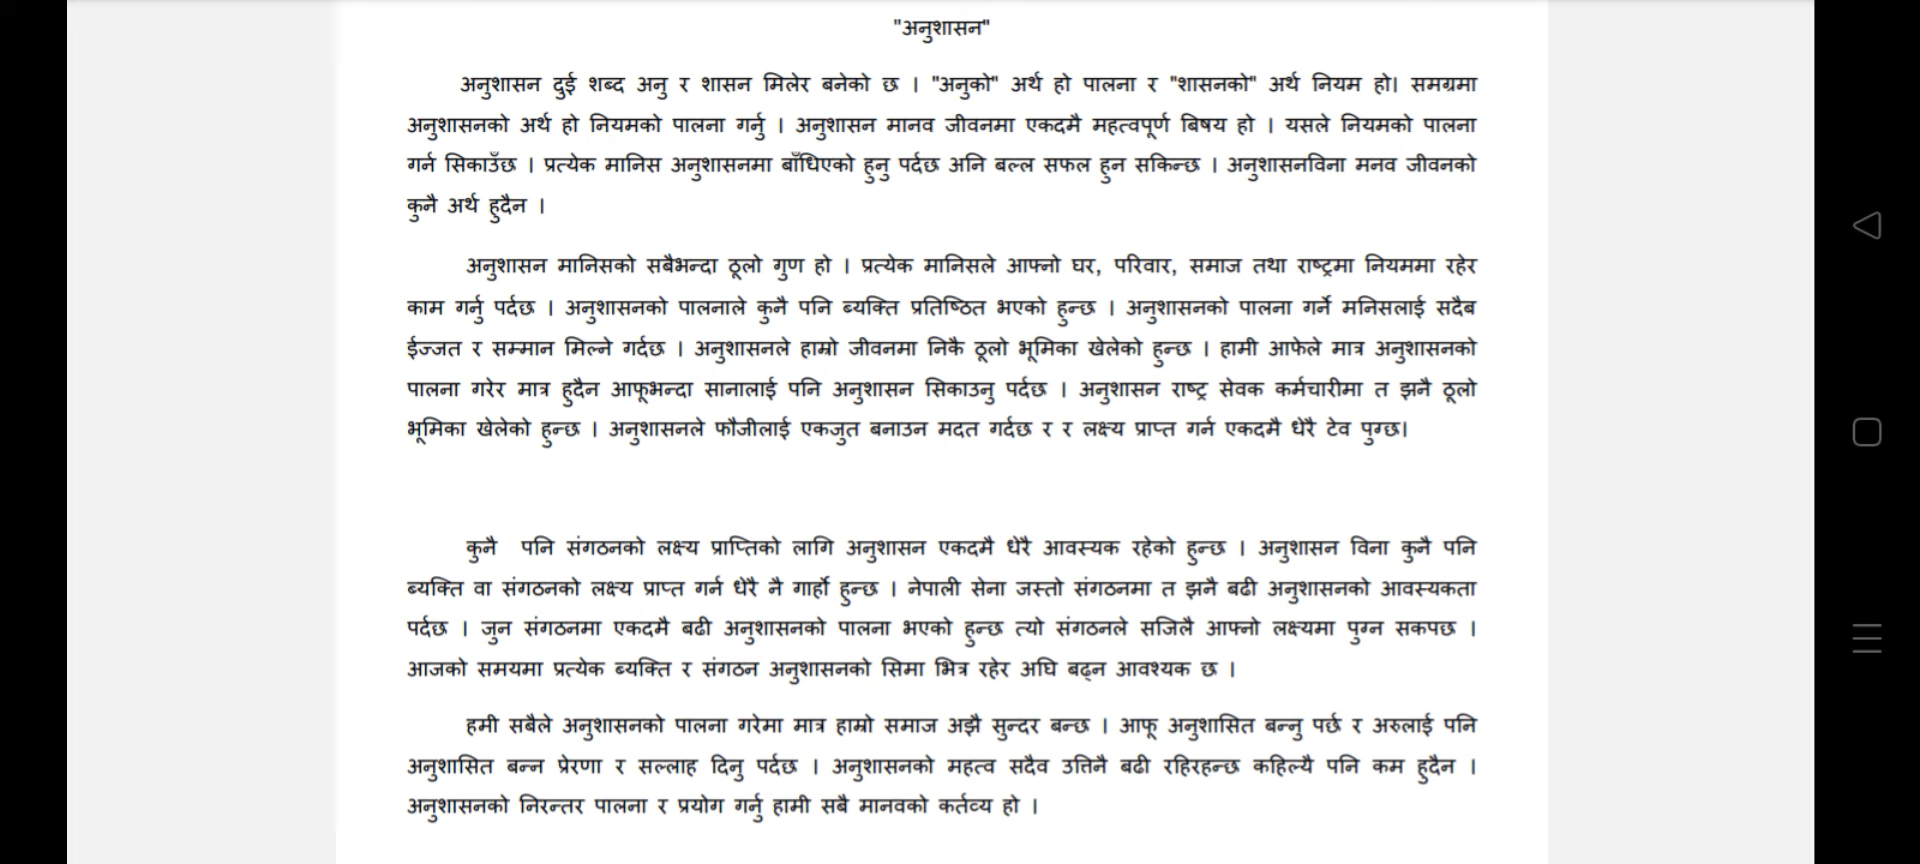 "अनुशासन"
अनुशासन दुई शब्द अनु र शासन मिलेर बनेको छ । "अनुको" अर्थ हो पालना र "शासनको" अर्थ नियम हो। समग्रमा
अनुशासनको अर्थ हो नियमको पालना गर्नु । अनुशासन मानव जीवनमा एकदमै महत्वपूर्ण बिषय हो । यसले नियमको पालना
गर्न सिकाउँछ । प्रत्येक मानिस अनुशासनमा बाँधिएको हुनु पर्दछ अनि बल्ल सफल हुन सकिन्छ । अनुशासनविना मनव जीवनको
कुनै अर्थ हुदैन ।
अनुशासन मानिसको सबैभन्दा ठूलो गुण हो । प्रत्येक मानिसले आफ्नो घर, परिवार, समाज तथा राष्ट्रमा नियममा रहेर
काम गर्नु पर्दछ । अनुशासनको पालनाले कुनै पनि ब्यक्ति प्रतिष्ठित भएको हुन्छ । अनुशासनको पालना गर्ने मनिसलाई सदैब
ईज्जत र सम्मान मिल्ने गर्दछ । अनुशासनले हाम्रो जीवनमा निकै ठूलो भूमिका खेलेको हुन्छ । हामी आफेले मात्र अनुशासनको
पालना गरेर मात्र हुदैन आफूभन्दा सानालाई पनि अनुशासन सिकाउनु पर्दछ । अनुशासन राष्ट्र सेवक कर्मचारीमा त झनै ठूलो
भूमिका खेलेको हुन्छ । अनुशासनले फौजीलाई एकजुत बनाउन मदत गर्दछ र र लक्ष्य प्राप्त गर्न एकदमै धेरै टेव पुग्छ।
कुनै पनि संगठनको लक्ष्य प्राप्तिको लागि अनुशासन एकदमै धेरै आवस्यक रहेको हुन्छ । अनुशासन विना कुनै पनि
ब्यक्ति वा संगठनको लक्ष्य प्राप्त गर्न धेरै नै गार्हो हुन्छ । नेपाली सेना जस्तो संगठनमा त झनै बढी अनुशासनको आवस्यकता
पर्दछ । जुन संगठनमा एकदमै बढी अनुशासनको पालना भएको हुन्छ त्यो संगठनले सजिलै आफ्नो लक्ष्यमा पुग्न सकपछ ।
आजको समयमा प्रत्येक ब्यक्ति र संगठन अनुशासनको सिमा भित्र रहेर अघि बढ्न आवश्यक छ ।
हमी सबैले अनुशासनको पालना गरेमा मात्र हाम्रो समाज अझै सुन्दर बन्छ । आफू अनुशासित बन्नु पर्छ र अरुलाई पनि
अनुशासित बन्न प्रेरणा र सल्लाह दिनु पर्दछ । अनुशासनको महत्व सदैव उत्तिनै बढी रहिरहन्छ कहिल्यै पनि कम हुदैन ।
अनुशासनको निरन्तर पालना र प्रयोग गर्नु हामी सबै मानवको कर्तव्य हो ।